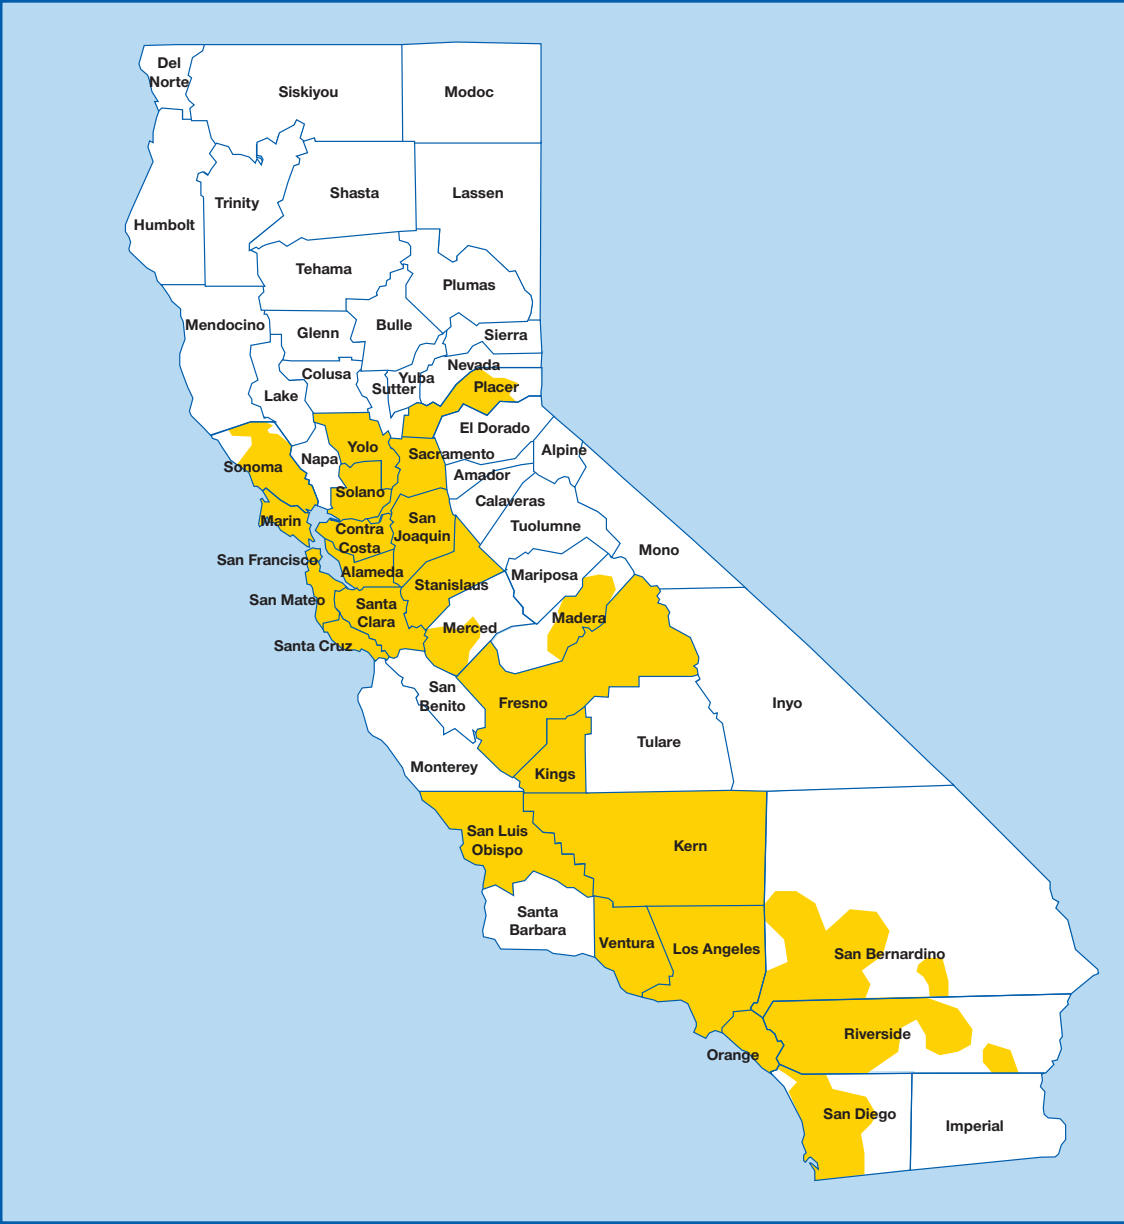 Del
Norte
Siskiyou
Modoc
Shasta
Lassen
Trinity
Humbolt
Tehama
Plumas
Mendocino
Glenn
Bulle
Sierra
Nevada
Colusa
Yuba
Sutter
Placer
Lake
El Dorado
Yolo
Sacramento
Alpine
Napa
Sonoma
Amador
Solano
Calaveras
Marin
San
Joaquin
Tuolumne
Contra
Costa
Mono
San Francisco
Alameda
Mariposa
Stanislaus
San Mateo
Santa
Clara
Madera
Merced
Santa Cruz
San
Benito
Fresno
Inyo
Tulare
Monterey
Kings
San Luis
Obispo
Kern
Santa
Barbara
Ventura
Los Angeles
San Bernardino
Riverside
Orange
San Diego
Imperial